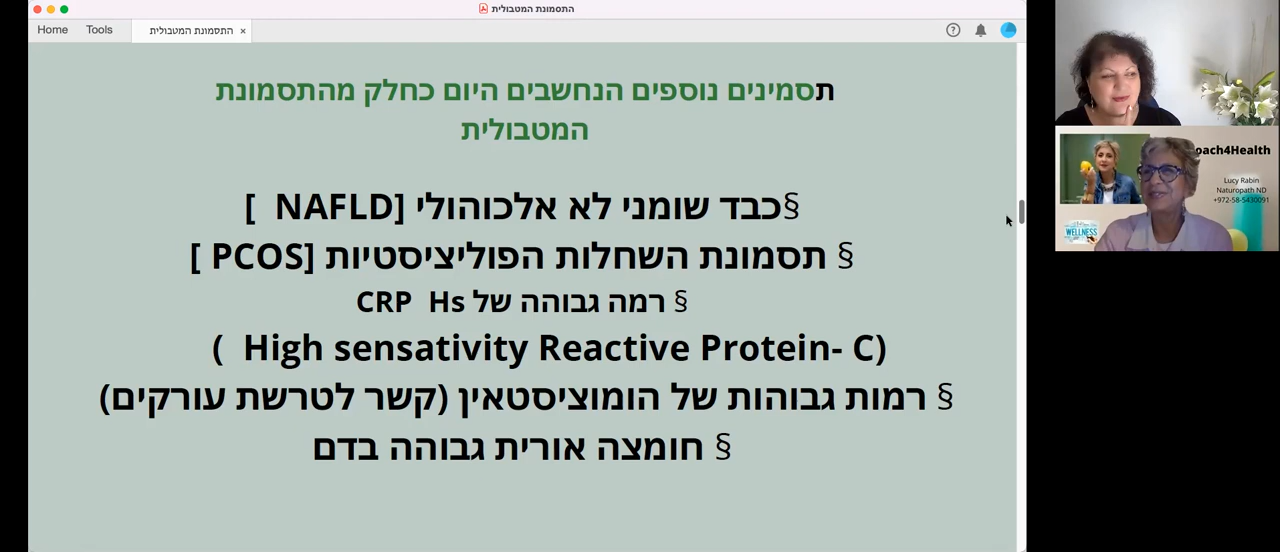 התסמונת המטבולית
Home Tools התסמונת המטבולית ×
תסמינים נוספים הנחשבים היום כחלק מהתסמונת
המטבולית
§כבד שומני לא אלכוהולי [NAFLD ]
§ תסמונת השחלות הפוליציסטיות [PCOS ]
§ רמה גבוהה של CRP Hs
( High sensativity Reactive Protein- C)
§ רמות גבוהות של הומוציסטאין (קשר לטרשת עורקים)
§ חומצה אורית גבוהה בדם
oach4Health
Lucy Rabin
Naturopath ND
+972-58-5430091
WELLNESS